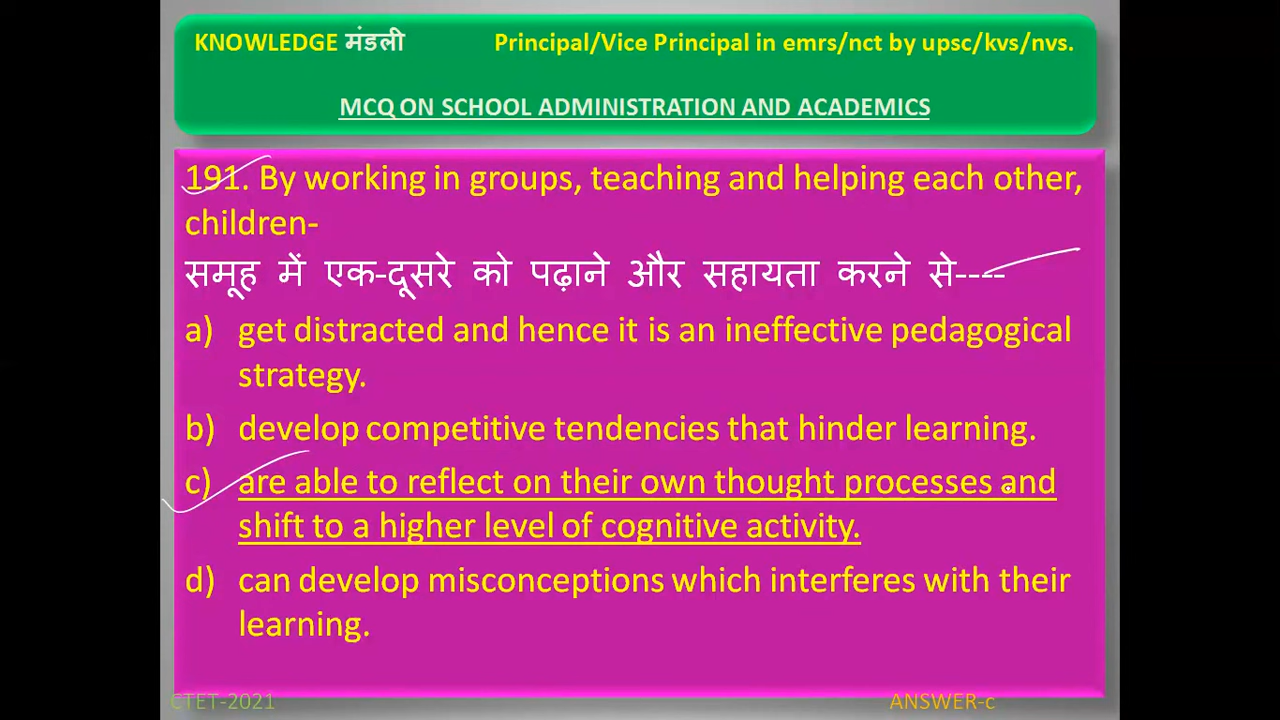 KNOWLEDGE मंडली Principal/Vice Principal in emrs/nct by upsc/kvs/nvs.
MCQ ON SCHOOL ADMINISTRATION AND ACADEMICS
191. By working in groups, teaching and helping each other,
children-
समूह में एक-दूसरे को पढ़ाने और सहायता करने से----
a) get distracted and hence it is an ineffective pedagogical
strategy.
b) develop competitive tendencies that hinder learning.
c) are able to reflect on their own thought processes and
shift to a higher level of cognitive activity.
d) can develop misconceptions which interferes with their
learning.
CTET-2021 ANSWER-c